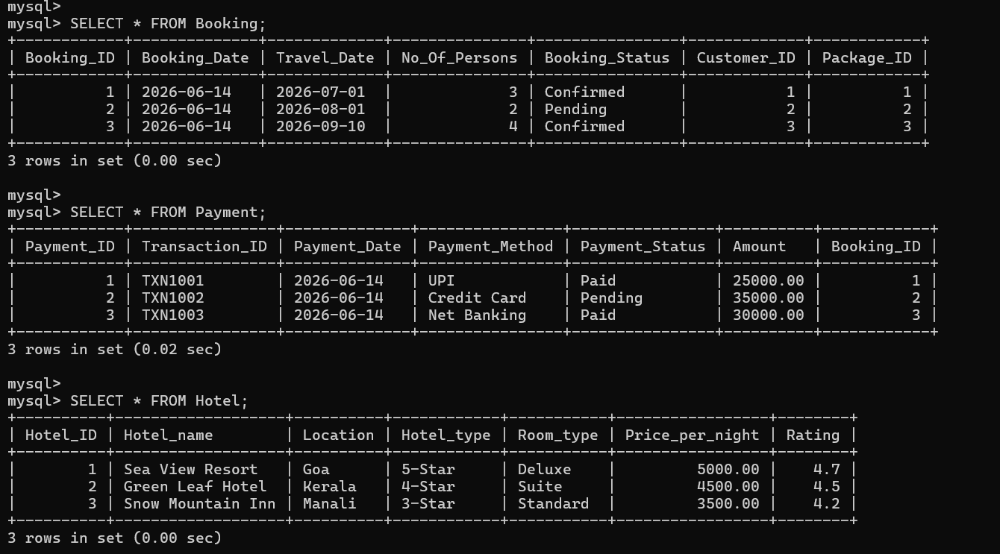 mysql>
mysql> SELECT * FROM Booking;
+------------+--------------+-------------+---------------+----------------+-------------+------------+
| Booking_ID | Booking_Date | Travel_Date | No_Of_Persons | Booking_Status | Customer_ID | Package_ID |
+------------+--------------+-------------+---------------+----------------+-------------+------------+
|          1 | 2026-06-14   | 2026-07-01  |             3 | Confirmed      |           1 |          1 |
|          2 | 2026-06-14   | 2026-08-01  |             2 | Pending        |           2 |          2 |
|          3 | 2026-06-14   | 2026-09-10  |             4 | Confirmed      |           3 |          3 |
+------------+--------------+-------------+---------------+----------------+-------------+------------+
3 rows in set (0.00 sec)

mysql>
mysql> SELECT * FROM Payment;
+------------+----------------+--------------+----------------+----------------+----------+------------+
| Payment_ID | Transaction_ID | Payment_Date | Payment_Method | Payment_Status | Amount   | Booking_ID |
+------------+----------------+--------------+----------------+----------------+----------+------------+
|          1 | TXN1001        | 2026-06-14   | UPI            | Paid           | 25000.00 |          1 |
|          2 | TXN1002        | 2026-06-14   | Credit Card    | Pending        | 35000.00 |          2 |
|          3 | TXN1003        | 2026-06-14   | Net Banking    | Paid           | 30000.00 |          3 |
+------------+----------------+--------------+----------------+----------------+----------+------------+
3 rows in set (0.02 sec)

mysql>
mysql> SELECT * FROM Hotel;
+----------+-------------------+----------+------------+-----------+-----------------+--------+
| Hotel_ID | Hotel_name        | Location | Hotel_type | Room_type | Price_per_night | Rating |
+----------+-------------------+----------+------------+-----------+-----------------+--------+
|        1 | Sea View Resort   | Goa      | 5-Star     | Deluxe    |         5000.00 |    4.7 |
|        2 | Green Leaf Hotel  | Kerala   | 4-Star     | Suite     |         4500.00 |    4.5 |
|        3 | Snow Mountain Inn | Manali   | 3-Star     | Standard  |         3500.00 |    4.2 |
+----------+-------------------+----------+------------+-----------+-----------------+--------+
3 rows in set (0.00 sec)